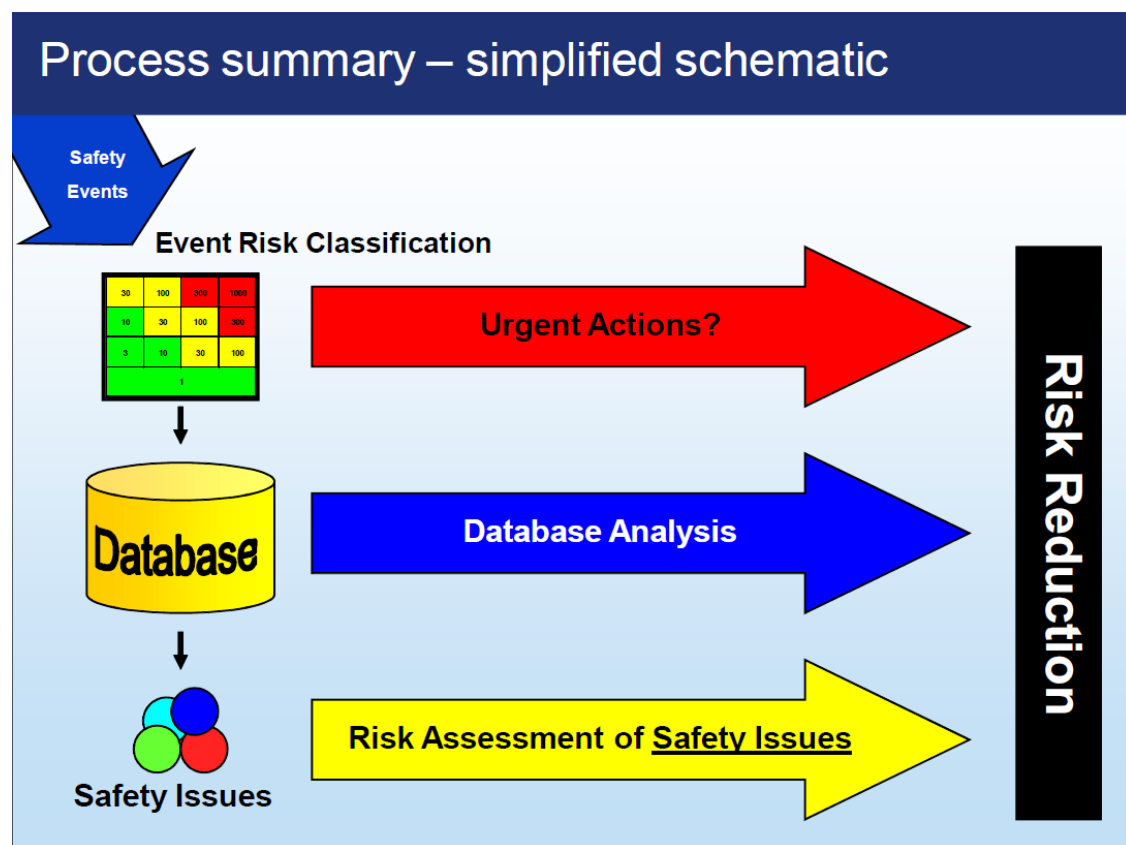 Process summary – simplified schematic
Safety
Events
Event Risk Classification
30 100 300 1000
10 30 100 300
3 10 30 100
1
Urgent Actions?
Database
Database Analysis
Safety Issues
Risk Assessment of Safety Issues
Risk Reduction